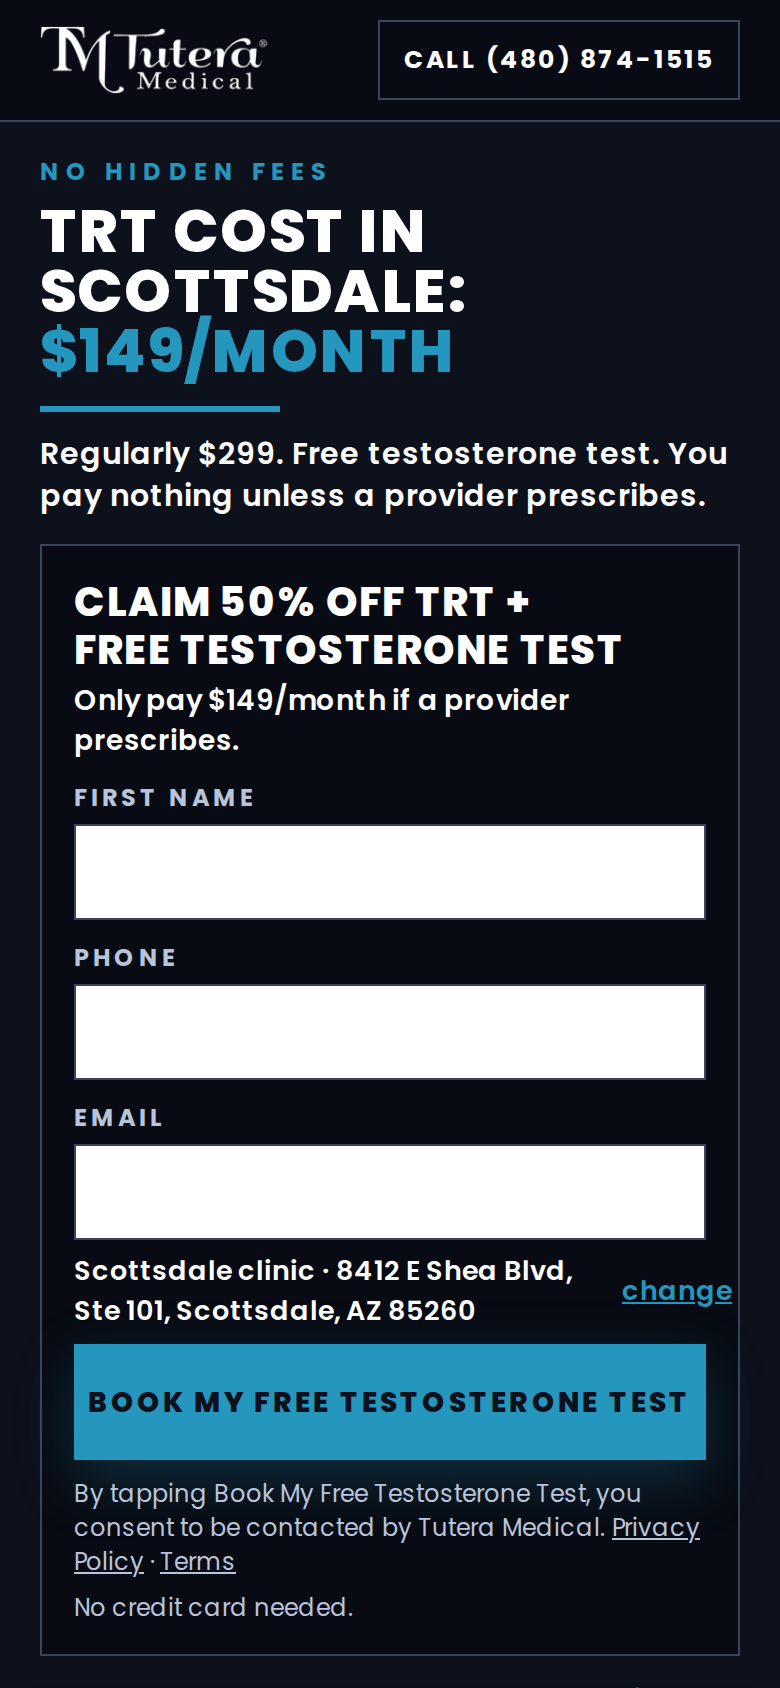 TM Tutera®
Medical
CALL (480) 874-1515
NO HIDDEN FEES
TRT COST IN
SCOTTSDALE:
$149/MONTH
Regularly $299. Free testosterone test. You
pay nothing unless a provider prescribes.
CLAIM 50% OFF TRT +
FREE TESTOSTERONE TEST
Only pay $149/month if a provider
prescribes.
FIRST NAME
PHONE
EMAIL
Scottsdale clinic · 8412 E Shea Blvd,
Ste 101, Scottsdale, AZ 85260
change
BOOK MY FREE TESTOSTERONE TEST
By tapping Book My Free Testosterone Test, you
consent to be contacted by Tutera Medical. Privacy
Policy · Terms
No credit card needed.